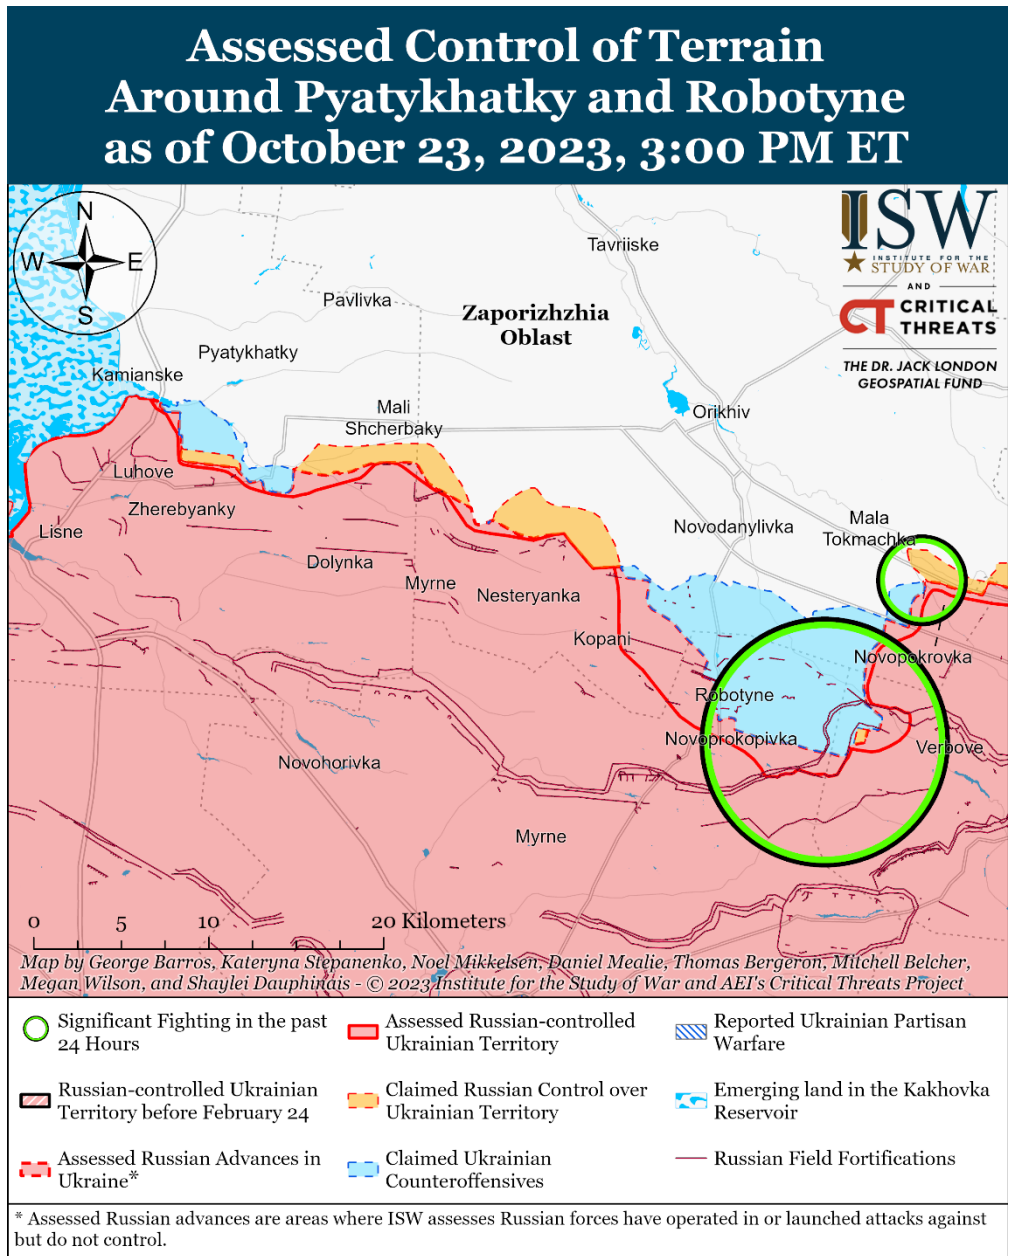 Assessed Control of Terrain
Around Pyatykhatky and Robotyne
as of October 23, 2023, 3:00 PM ET
N
W
E
S
ISW
INSTITUTE FOR THE
STUDY OF WAR
AND
CT CRITICAL
THREATS
THE DR. JACK LONDON
GEOSPATIAL FUND
Tavriiske
Pavlivka
Zaporizhzhia
Oblast
Pyatykhatky
Kamianske
Mali
Shcherbaky
Orikhiv
Luhove
Zherebyanky
Lisne
Novodanylivka
Mala
Tokmachka
Dolynka
Myrne
Nesteryanka
Kopani
Novopokrovka
Robotyne
Novoprokopivka
Verbove
Novohorivka
Myrne
0 5 10 20 Kilometers
Map by George Barros, Kateryna Stepanenko, Noel Mikkelsen, Daniel Mealie, Thomas Bergeron, Mitchell Belcher,
Megan Wilson, and Shaylei Dauphinais - © 2023 Institute for the Study of War and AEI's Critical Threats Project
Significant Fighting in the past
24 Hours
Russian-controlled Ukrainian
Territory before February 24
Assessed Russian Advances in
Ukraine*
Assessed Russian-controlled
Ukrainian Territory
Claimed Russian Control over
Ukrainian Territory
Claimed Ukrainian
Counteroffensives
Reported Ukrainian Partisan
Warfare
Emerging land in the Kakhovka
Reservoir
Russian Field Fortifications
* Assessed Russian advances are areas where ISW assesses Russian forces have operated in or launched attacks against
but do not control.